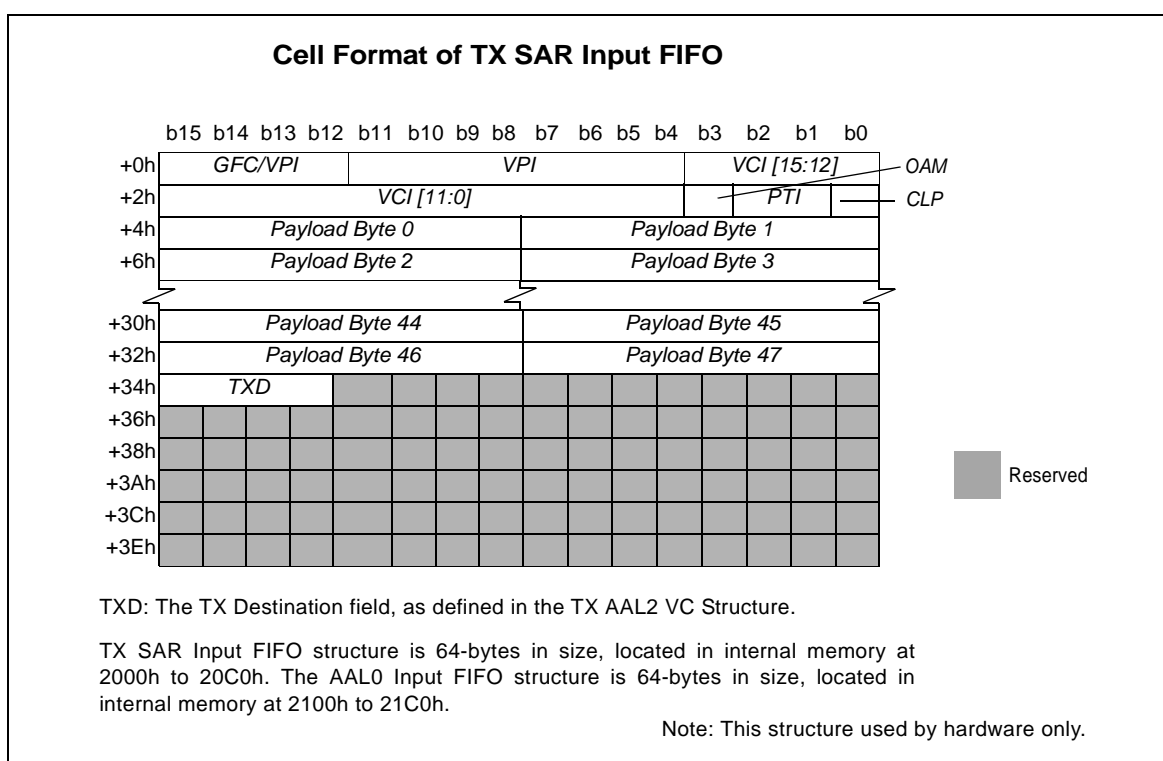 Cell Format of TX SAR Input FIFO
b15 b14 b13 b12 b11 b10 b9 b8 b7 b6 b5 b4 b3 b2 b1 b0
+0h GFC/VPI VPI VCI [15:12] OAM
+2h VCI [11:0] PTI CLP
+4h Payload Byte 0 Payload Byte 1
+6h Payload Byte 2 Payload Byte 3
+30h Payload Byte 44 Payload Byte 45
+32h Payload Byte 46 Payload Byte 47
+34h TXD
+36h
+38h
+3Ah Reserved
+3Ch
+3Eh
TXD: The TX Destination field, as defined in the TX AAL2 VC Structure.
TX SAR Input FIFO structure is 64-bytes in size, located in internal memory at
2000h to 20C0h. The AAL0 Input FIFO structure is 64-bytes in size, located in
internal memory at 2100h to 21C0h.
Note: This structure used by hardware only.